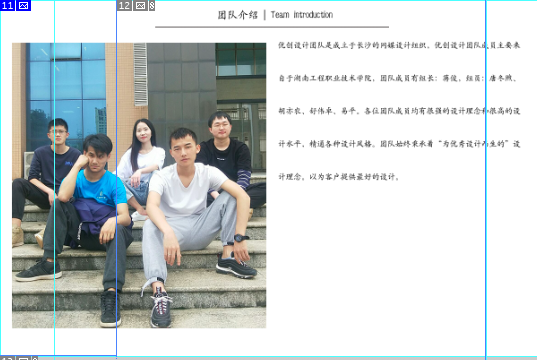 11
12
团队介绍 | Team introduction
优创设计团队是成立于长沙的网媒设计组织。优创设计团队成员主要来
自于湖南工程职业技术学院。团队成员有组长：蒋俊。组员：唐冬煦。
胡亦农、舒伟卓、易平。各位团队成员均有很强的设计理念和很高的设
计水平，精通各种设计风格。团队始终秉承着“为优秀设计而生的”设
计理念，以为客户提供最好的设计。